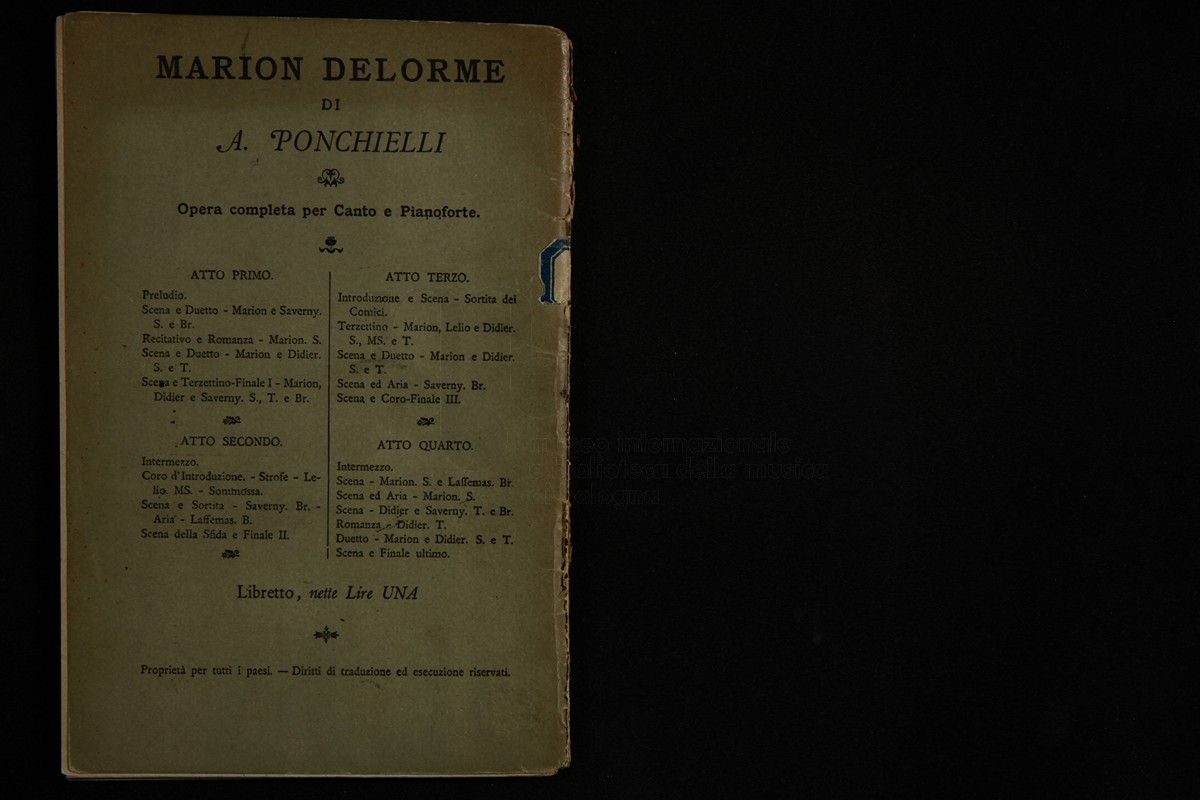 MARION DELORME
DI
A. PONCHIELLI
Opera completa per Canto e Pianoforte.
ATTO PRIMO.
Preludio.
Scena e Duetto - Marion e Saverny.
S. e Br.
Recitativo e Romanza - Marion. S.
Scena e Duetto - Marion e Didier.
S. e T.
Scena e Terzettino-Finale I - Marion,
Didier e Saverny. S., T. e Br.
ATTO SECONDO.
Intermezzo.
Coro d'Introduzione. - Strofe - Le-
lio. MS. - Sommossa.
Scena e Sortita - Saverny. Br. -
Aria - Laffemas. B.
Scena della Sfida e Finale II.
ATTO TERZO.
Introduzione e Scena - Sortita dei
Comici.
Terzettino - Marion, Lelio e Didier.
S., MS. e T.
Scena e Duetto - Marion e Didier.
S. e T.
Scena ed Aria - Saverny. Br.
Scena e Coro-Finale III.
ATTO QUARTO.
Intermezzo.
Scena - Marion. S. e Laffemas. Br.
Scena ed Aria - Marion. S.
Scena - Didier e Saverny. T. e Br.
Romanza - Didier. T.
Duetto - Marion e Didier. S. e T.
Scena e Finale ultimo.
Libretto, nette Lire UNA
Proprietà per tutti i paesi. — Diritti di traduzione ed esecuzione riservati.
internazionale
della musica